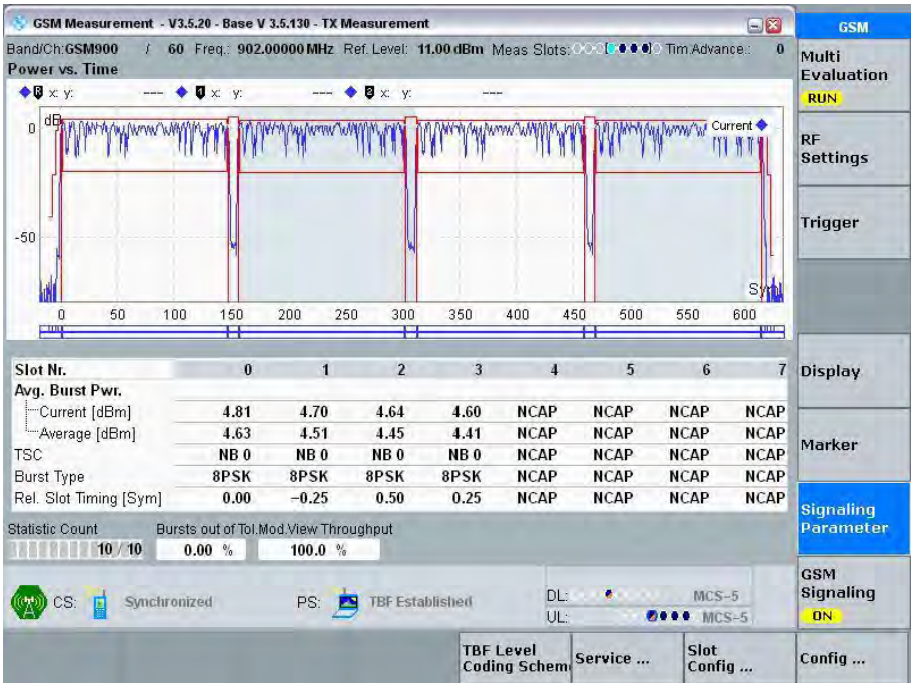 GSM Measurement - V3.5.20 - Base V 3.5.130 - TX Measurement
GSM
Band/Ch: GSM900 / 60 Freq.: 902.00000 MHz Ref. Level: 11.00 dBm Meas Slots: Tim Advance.: 0
Multi Evaluation
RUN
Power vs. Time
R x: y: --- 1 x: y: --- 2 x: y: ---
dB
Current
0
-50
Sym
0 50 100 150 200 250 300 350 400 450 500 550 600
RF Settings
Trigger
Display
Marker
Signaling Parameter
GSM Signaling
ON
Slot Nr. 0 1 2 3 4 5 6 7
Avg. Burst Pwr.
Current [dBm] 4.81 4.70 4.64 4.60 NCAP NCAP NCAP NCAP
Average [dBm] 4.63 4.51 4.45 4.41 NCAP NCAP NCAP NCAP
TSC NB 0 NB 0 NB 0 NB 0 NCAP NCAP NCAP NCAP
Burst Type 8PSK 8PSK 8PSK 8PSK NCAP NCAP NCAP NCAP
Rel. Slot Timing [Sym] 0.00 -0.25 0.50 0.25 NCAP NCAP NCAP NCAP
Statistic Count Bursts out of Tol. Mod.View Throughput
10 / 10 0.00 % 100.0 %
CS: Synchronized PS: TBF Established
DL: MCS-5
UL: MCS-5
TBF Level Coding Schem
Service ...
Slot Config ...
Config ...